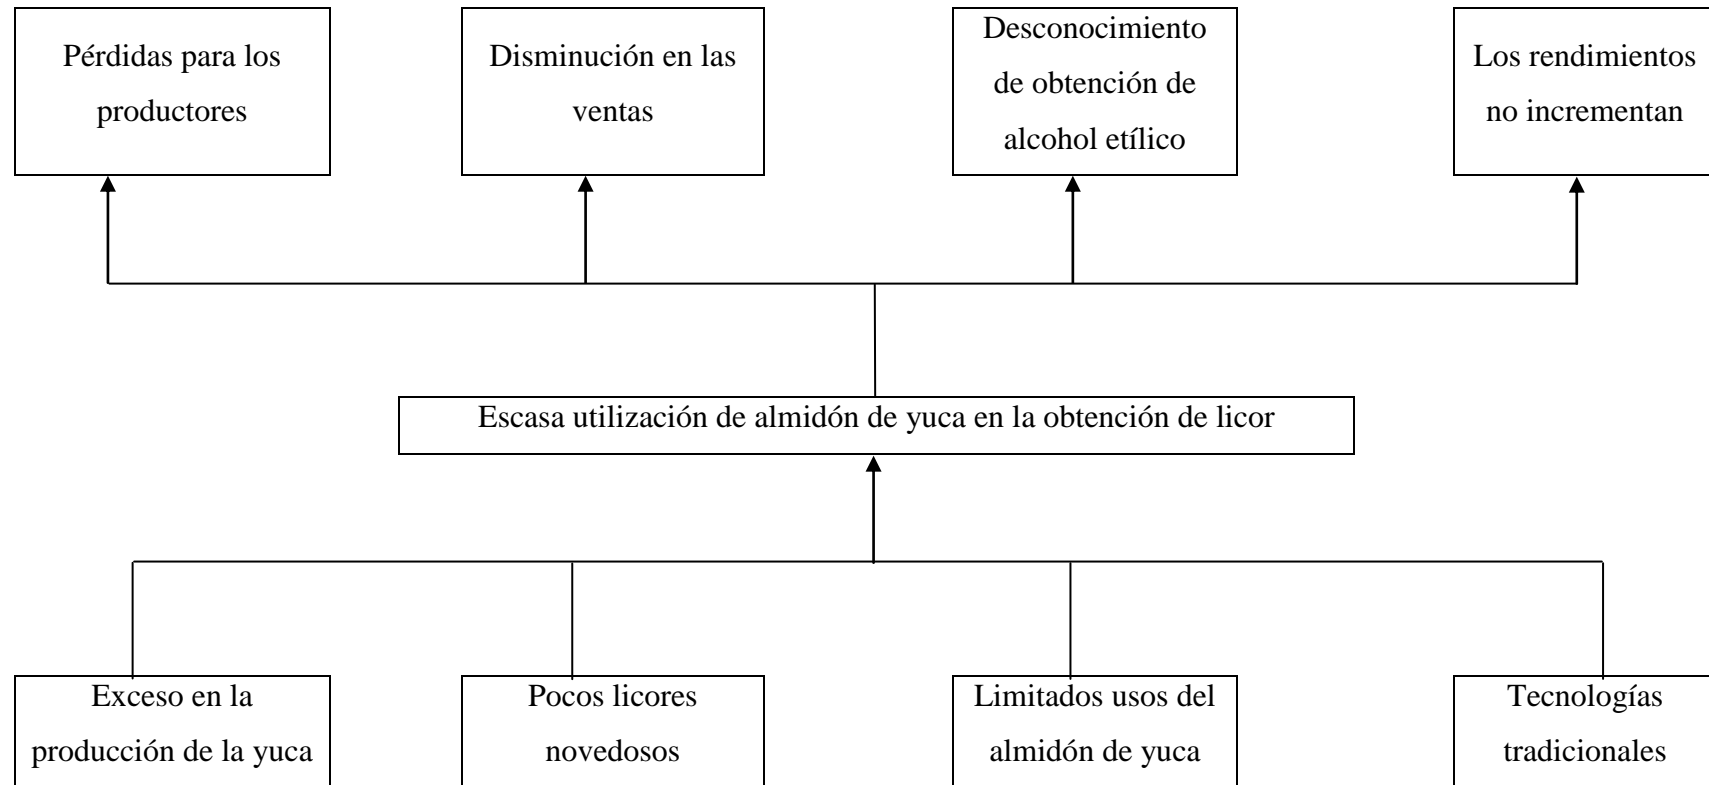 Pérdidas para los
productores
Disminución en las
ventas
Desconocimiento
de obtención de
alcohol etílico
Los rendimientos
no incrementan
Escasa utilización de almidón de yuca en la obtención de licor
Exceso en la
producción de la yuca
Pocos licores
novedosos
Limitados usos del
almidón de yuca
Tecnologías
tradicionales